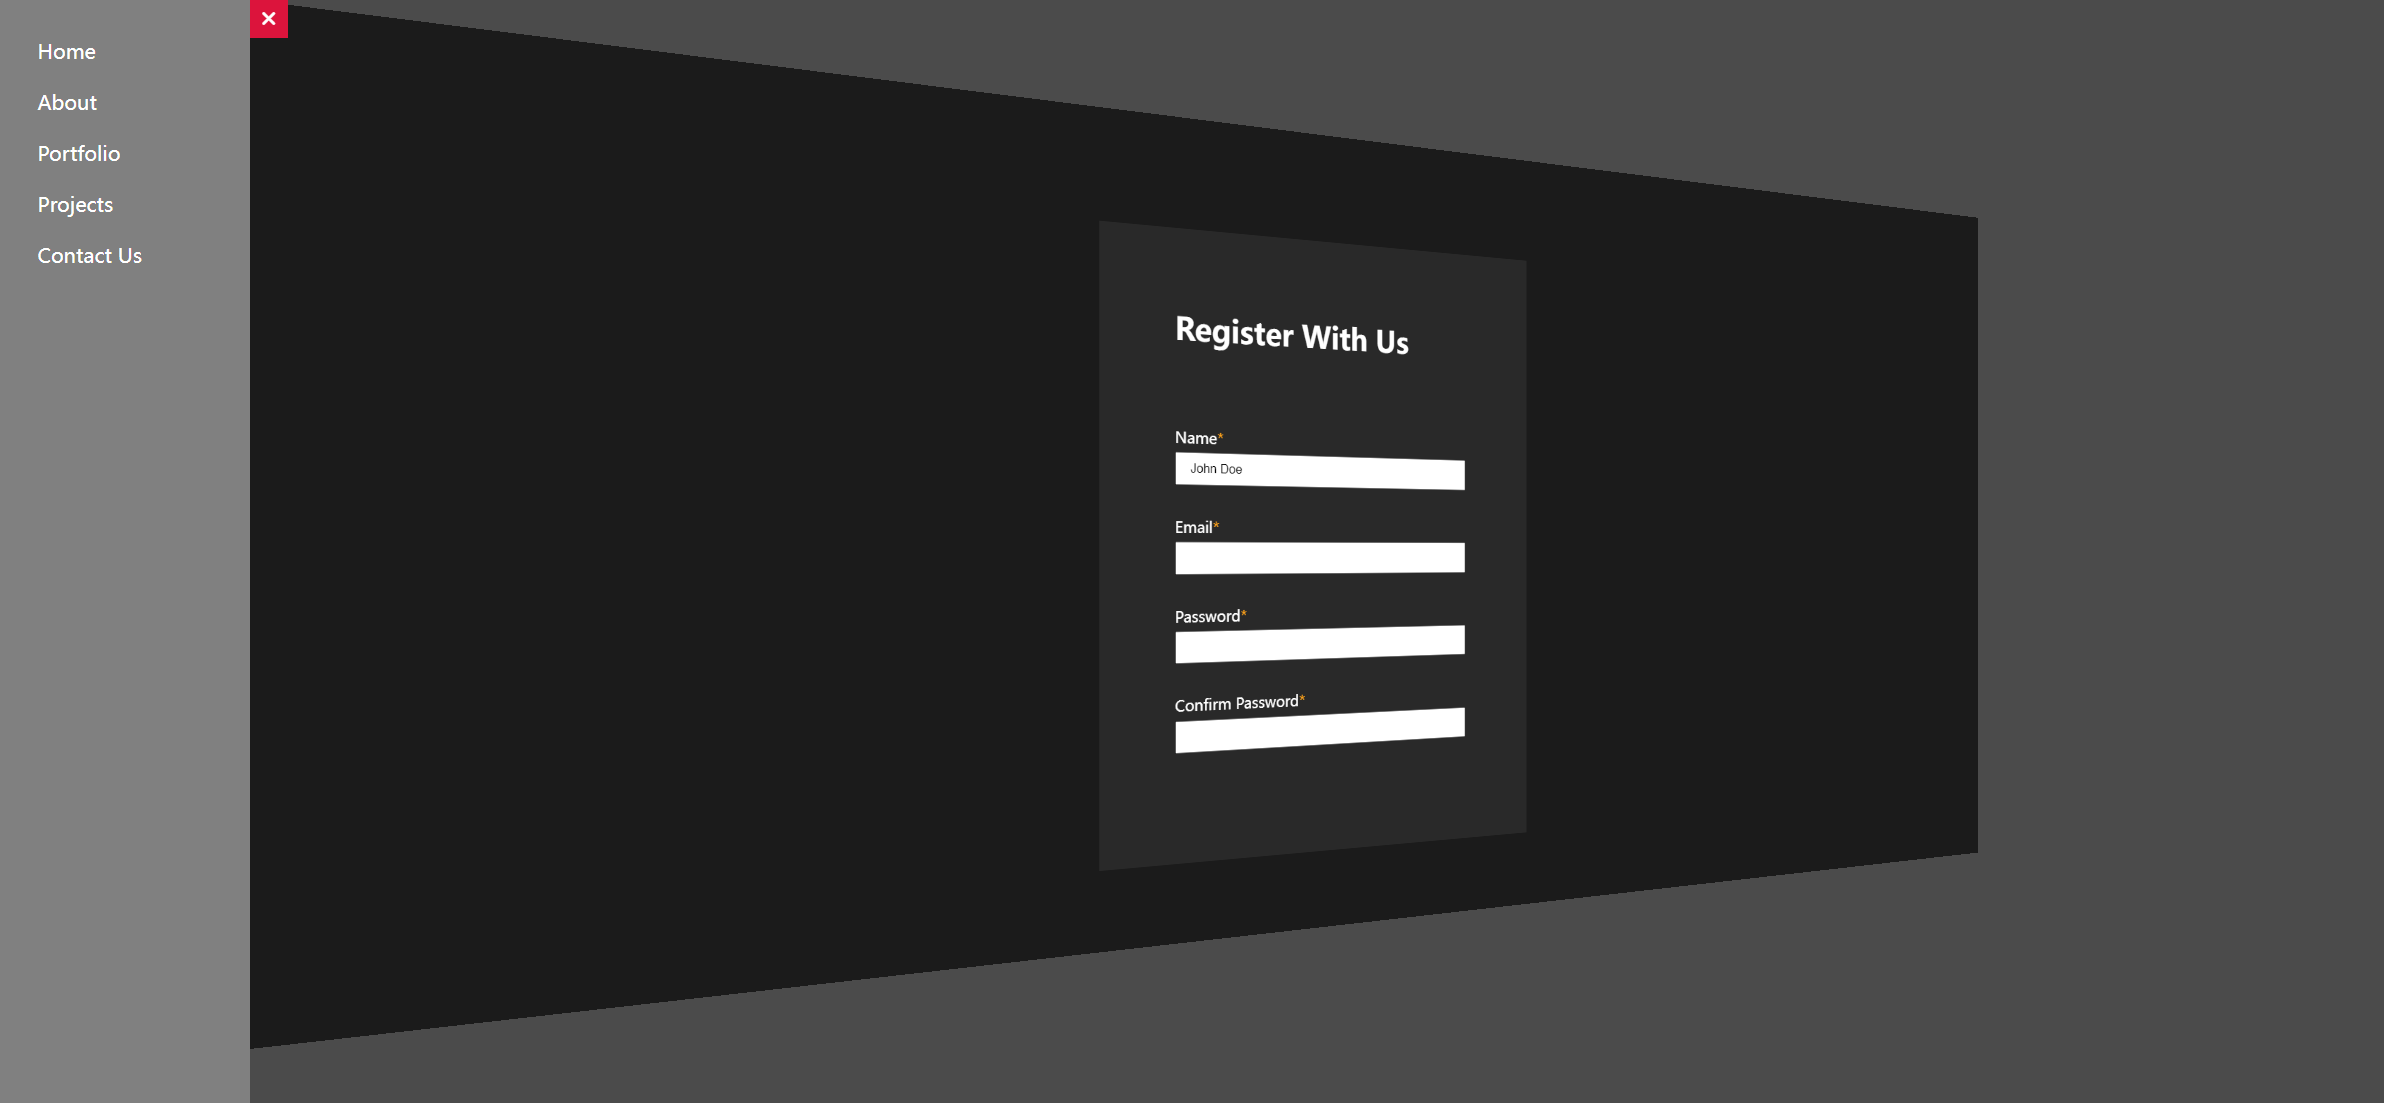 Home
About
Portfolio
Projects
Contact Us
Register With Us
Name*
John Doe
Email*
Password*
Confirm Password*